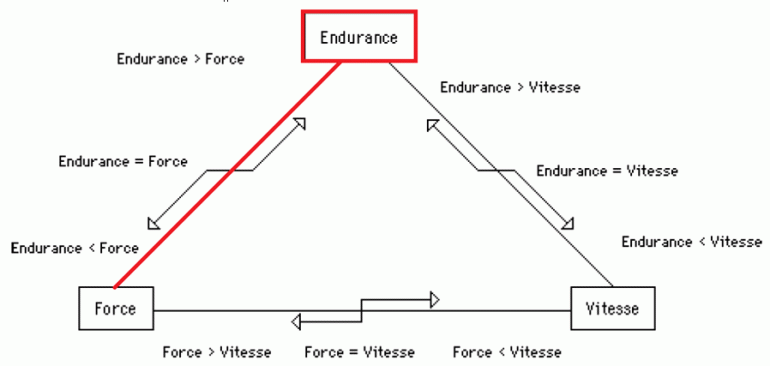 Endurance
Endurance > Force
Endurance > Vitesse
Endurance = Force
Endurance = Vitesse
Endurance < Vitesse
Endurance < Force
Force
Vitesse
Force > Vitesse
Force = Vitesse
Force < Vitesse